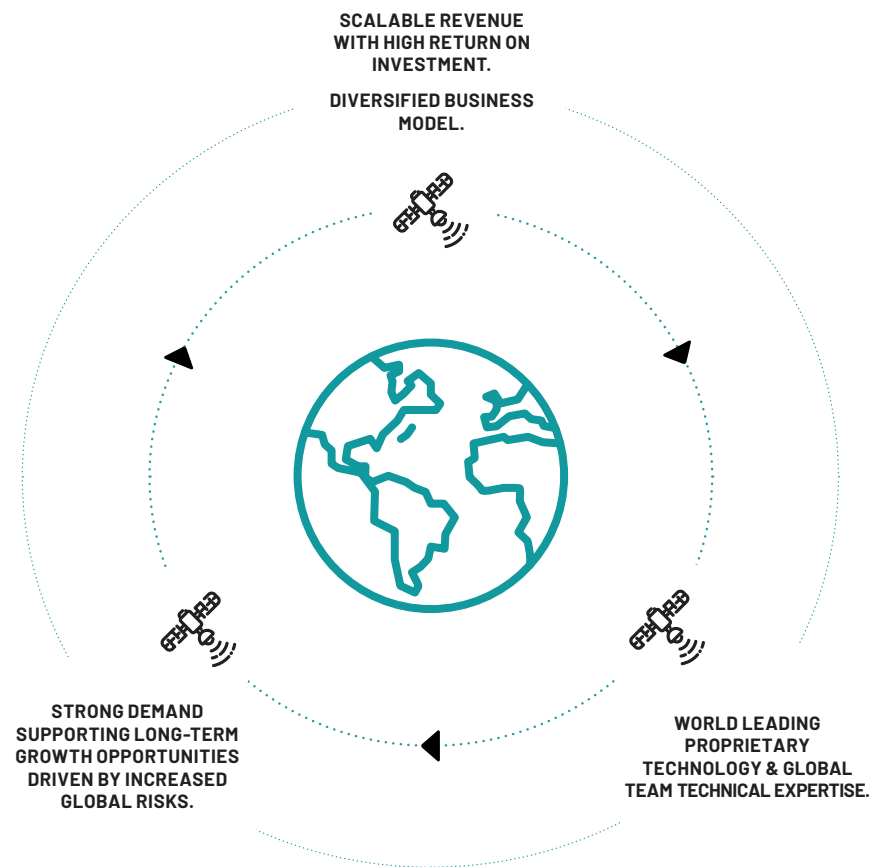 SCALABLE REVENUE
WITH HIGH RETURN ON
INVESTMENT.
DIVERSIFIED BUSINESS
MODEL.
STRONG DEMAND
SUPPORTING LONG-TERM
GROWTH OPPORTUNITIES
DRIVEN BY INCREASED
GLOBAL RISKS.
WORLD LEADING
PROPRIETARY
TECHNOLOGY & GLOBAL
TEAM TECHNICAL EXPERTISE.